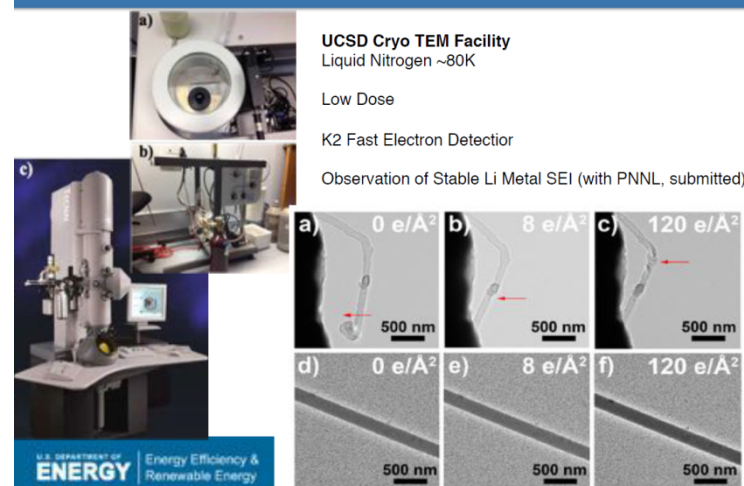 UCSD Cryo TEM Facility
Liquid Nitrogen ~80K
Low Dose
K2 Fast Electron Detectior
Observation of Stable Li Metal SEI (with PNNL, submitted)
a)
b)
c)
a) 0 e/Å²
500 nm
b) 8 e/Å²
500 nm
c) 120 e/Å²
500 nm
d) 0 e/Å²
500 nm
e) 8 e/Å²
500 nm
f) 120 e/Å²
500 nm
U.S. DEPARTMENT OF
ENERGY
Energy Efficiency &
Renewable Energy